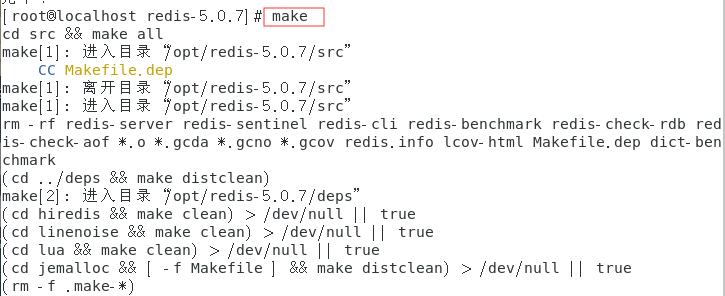 [root@localhost redis-5.0.7]# make
cd src && make all
make[1]: 进入目录“/opt/redis-5.0.7/src”
    CC Makefile.dep
make[1]: 离开目录“/opt/redis-5.0.7/src”
make[1]: 进入目录“/opt/redis-5.0.7/src”
rm -rf redis-server redis-sentinel redis-cli redis-benchmark redis-check-rdb red
is-check-aof *.o *.gcda *.gcno *.gcov redis.info lcov-html Makefile.dep dict-ben
chmark
(cd ../deps && make distclean)
make[2]: 进入目录“/opt/redis-5.0.7/deps”
(cd hiredis && make clean) > /dev/null || true
(cd linenoise && make clean) > /dev/null || true
(cd lua && make clean) > /dev/null || true
(cd jemalloc && [ -f Makefile ] && make distclean) > /dev/null || true
(rm -f .make-*)